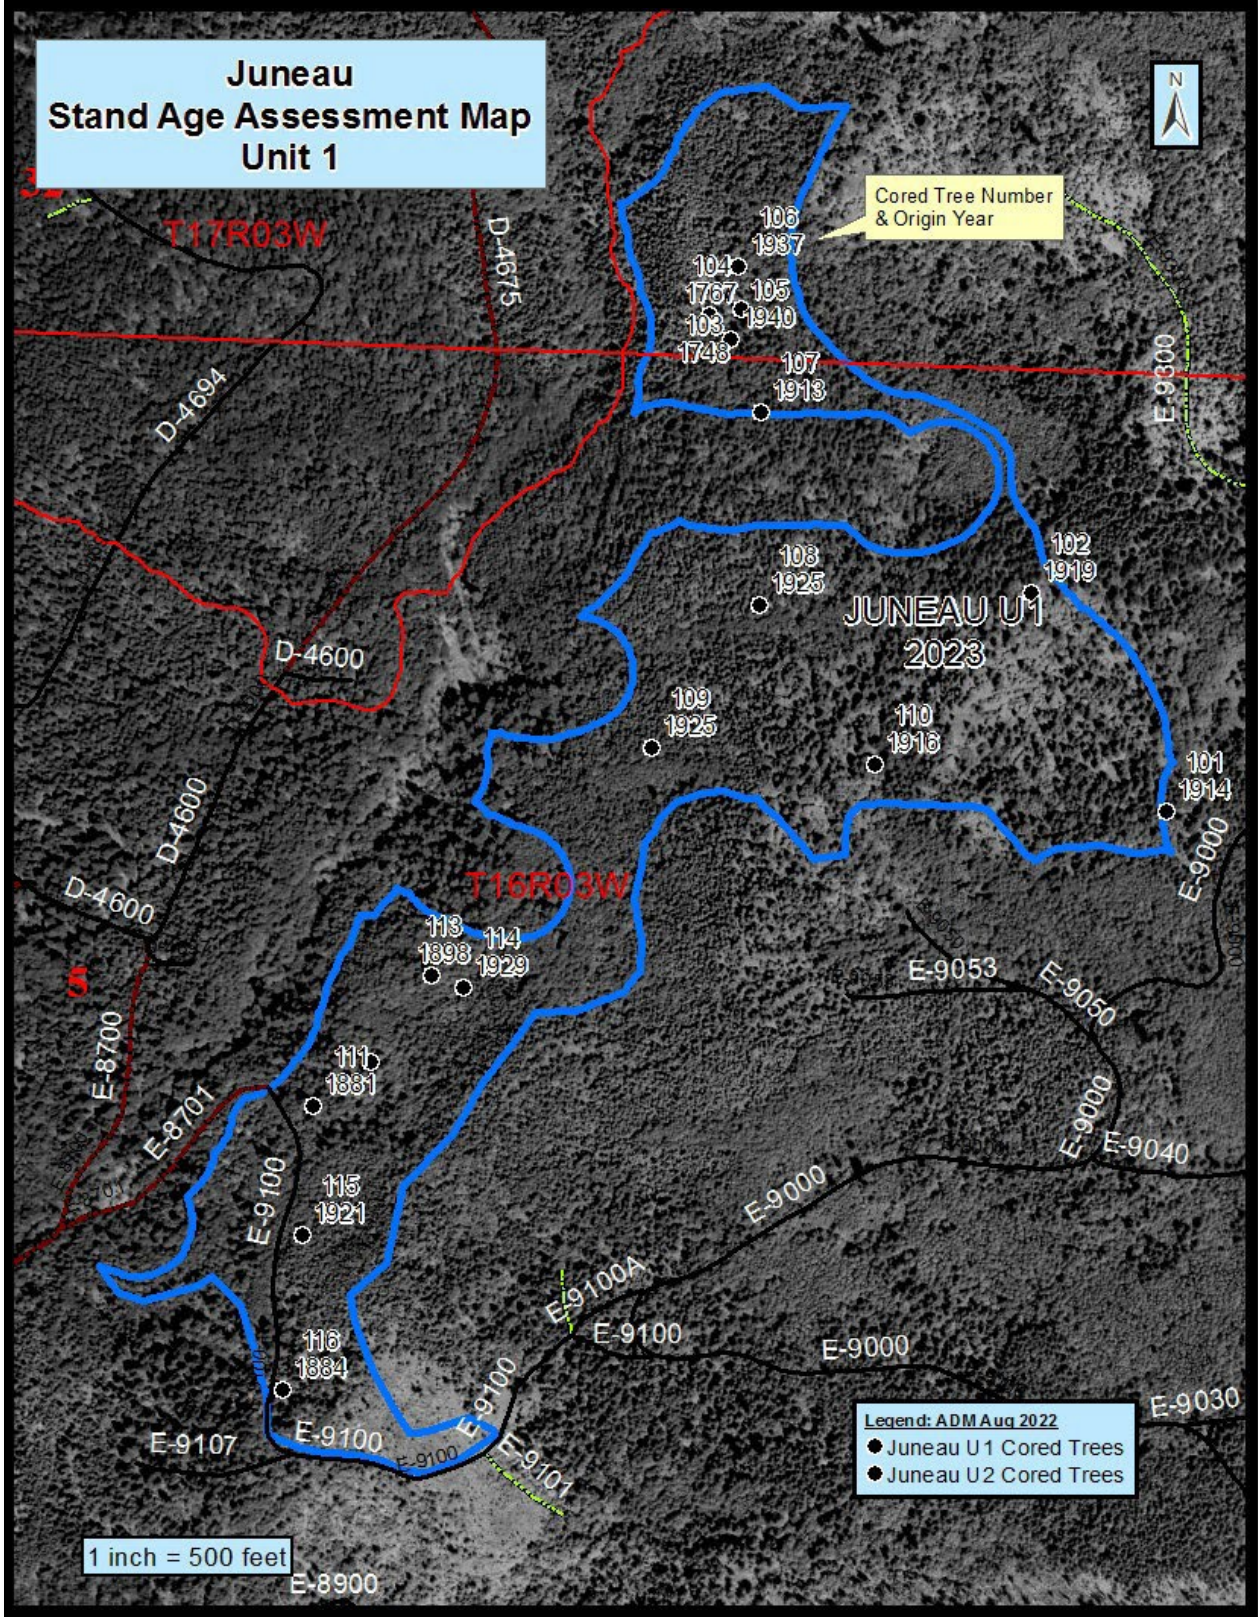 Juneau
Stand Age Assessment Map
Unit 1
N
Cored Tree Number
& Origin Year
T17R03W
D-4675
D-4694
E-9300
106
1937
104
1767
105
1940
103
1748
107
1913
102
1919
108
1925
JUNEAU U1
2023
D-4600
109
1925
110
1916
101
1914
D-4600
E-9000
D-4600
T16R03W
113
1898
114
1929
5
E-9053
E-9050
E-8700
111
1881
E-8701
E-9000
E-9040
E-9100
115
1921
E-9000
E-9100A
E-9100
E-9000
116
1884
E-9100
E-9030
E-9107
E-9100
E-9100
E-9101
Legend: ADM Aug 2022
Juneau U1 Cored Trees
Juneau U2 Cored Trees
1 inch = 500 feet
E-8900